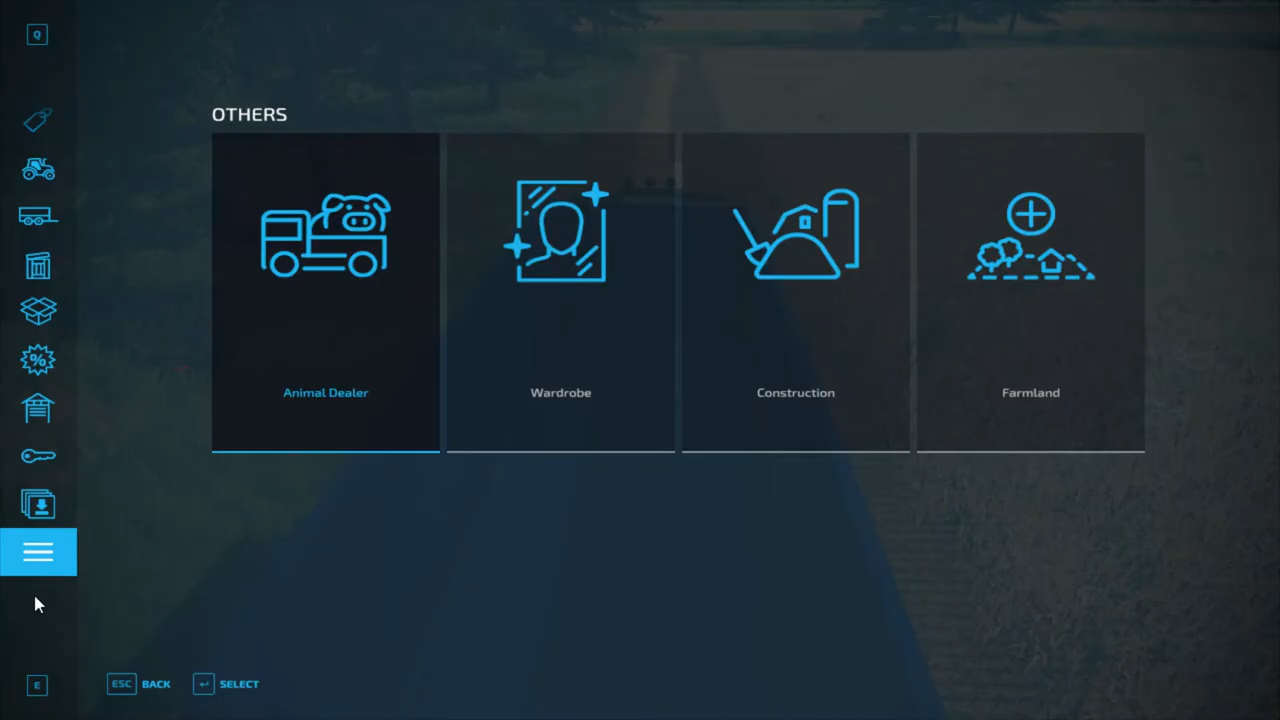 Q
OTHERS
%
Animal Dealer
Wardrobe
Construction
Farmland
E
ESC BACK
SELECT